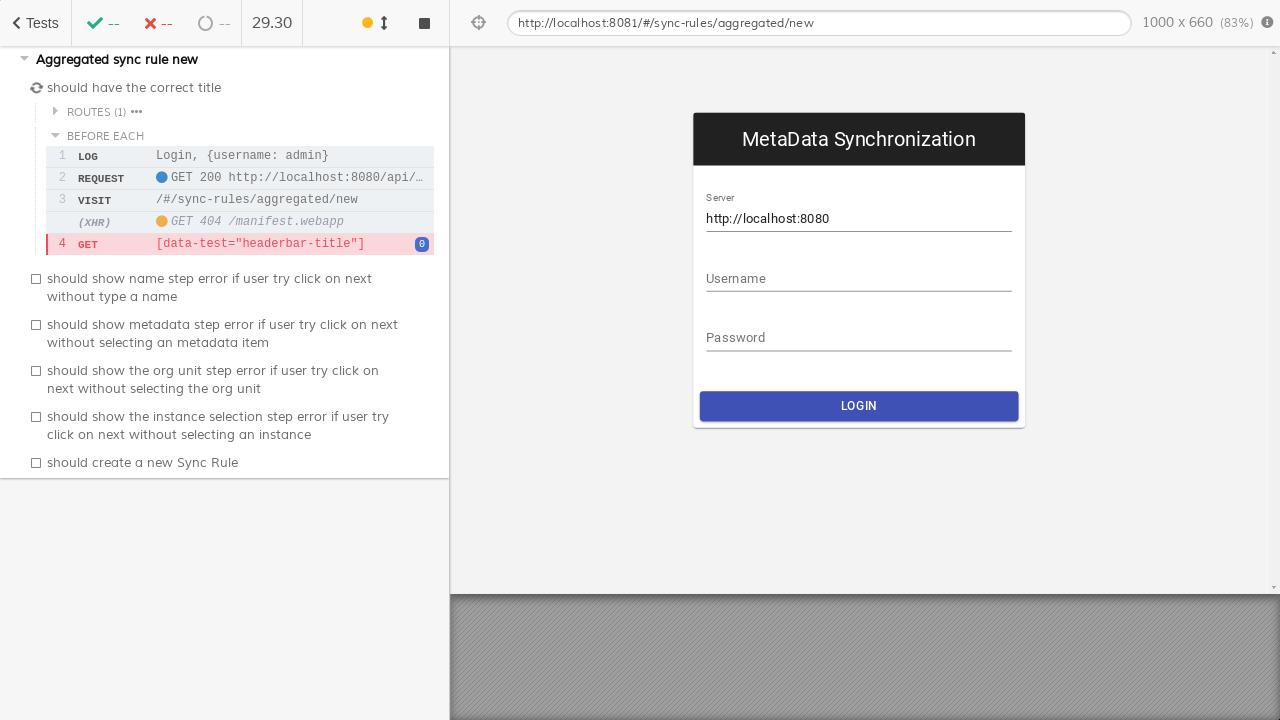 Tests
--
--
--
29.30
http://localhost:8081/#/sync-rules/aggregated/new
1000 x 660 (83%)
Aggregated sync rule new
should have the correct title
ROUTES (1)
BEFORE EACH
1 LOG Login, {username: admin}
2 REQUEST GET 200 http://localhost:8080/api/…
3 VISIT /#/sync-rules/aggregated/new
(XHR) GET 404 /manifest.webapp
4 GET [data-test="headerbar-title"] 0
should show name step error if user try click on next
without type a name
should show metadata step error if user try click on next
without selecting an metadata item
should show the org unit step error if user try click on
next without selecting the org unit
should show the instance selection step error if user try
click on next without selecting an instance
should create a new Sync Rule
MetaData Synchronization
Server
http://localhost:8080
Username
Password
LOGIN